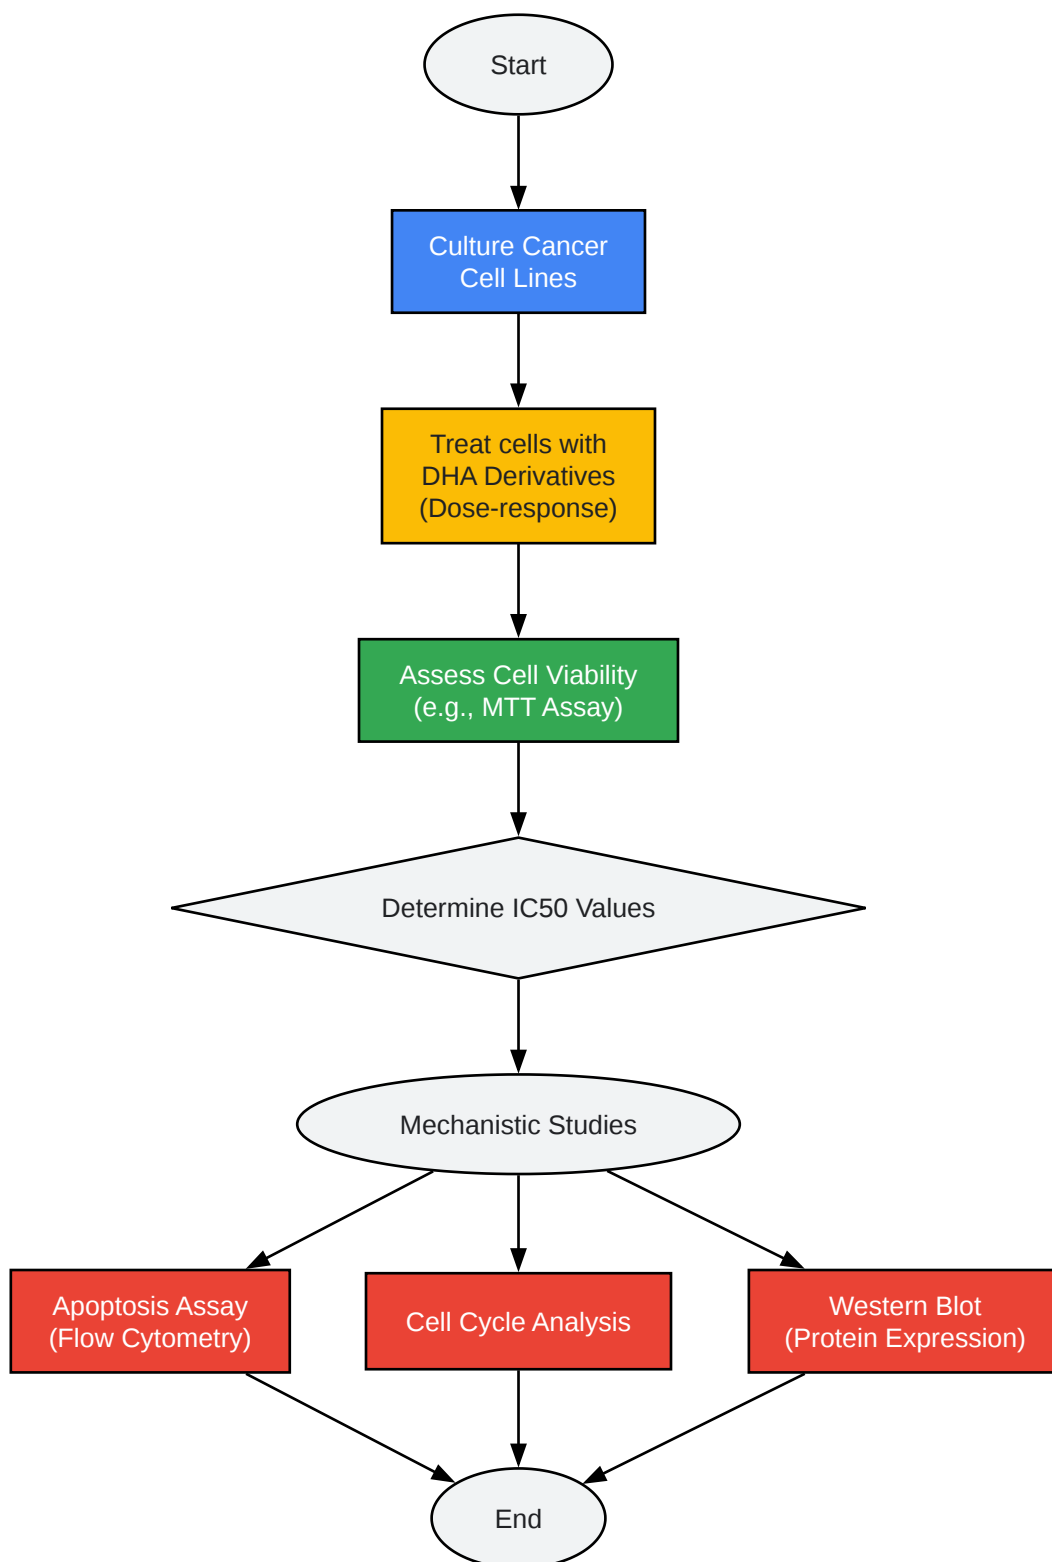 Start
Culture Cancer
Cell Lines
Treat cells with
DHA Derivatives
(Dose-response)
Assess Cell Viability
(e.g., MTT Assay)
Determine IC50 Values
Mechanistic Studies
Apoptosis Assay
(Flow Cytometry)
Cell Cycle Analysis
Western Blot
(Protein Expression)
End